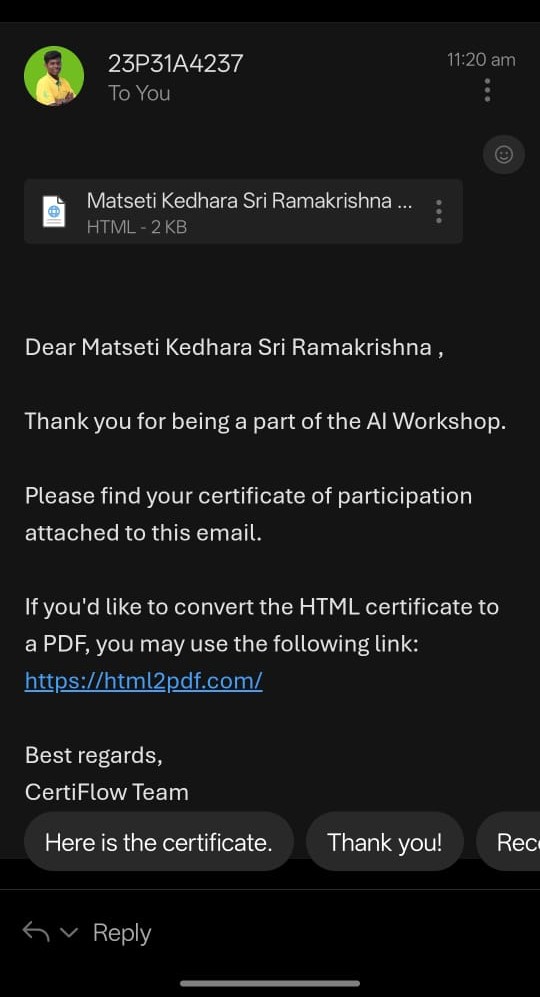 23P31A4237
11:20 am
To You
Matseti Kedhara Sri Ramakrishna ...
HTML - 2 KB
Dear Matseti Kedhara Sri Ramakrishna ,
Thank you for being a part of the AI Workshop.
Please find your certificate of participation
attached to this email.
If you'd like to convert the HTML certificate to
a PDF, you may use the following link:
https://html2pdf.com/
Best regards,
CertiFlow Team
Here is the certificate.
Thank you!
Reply